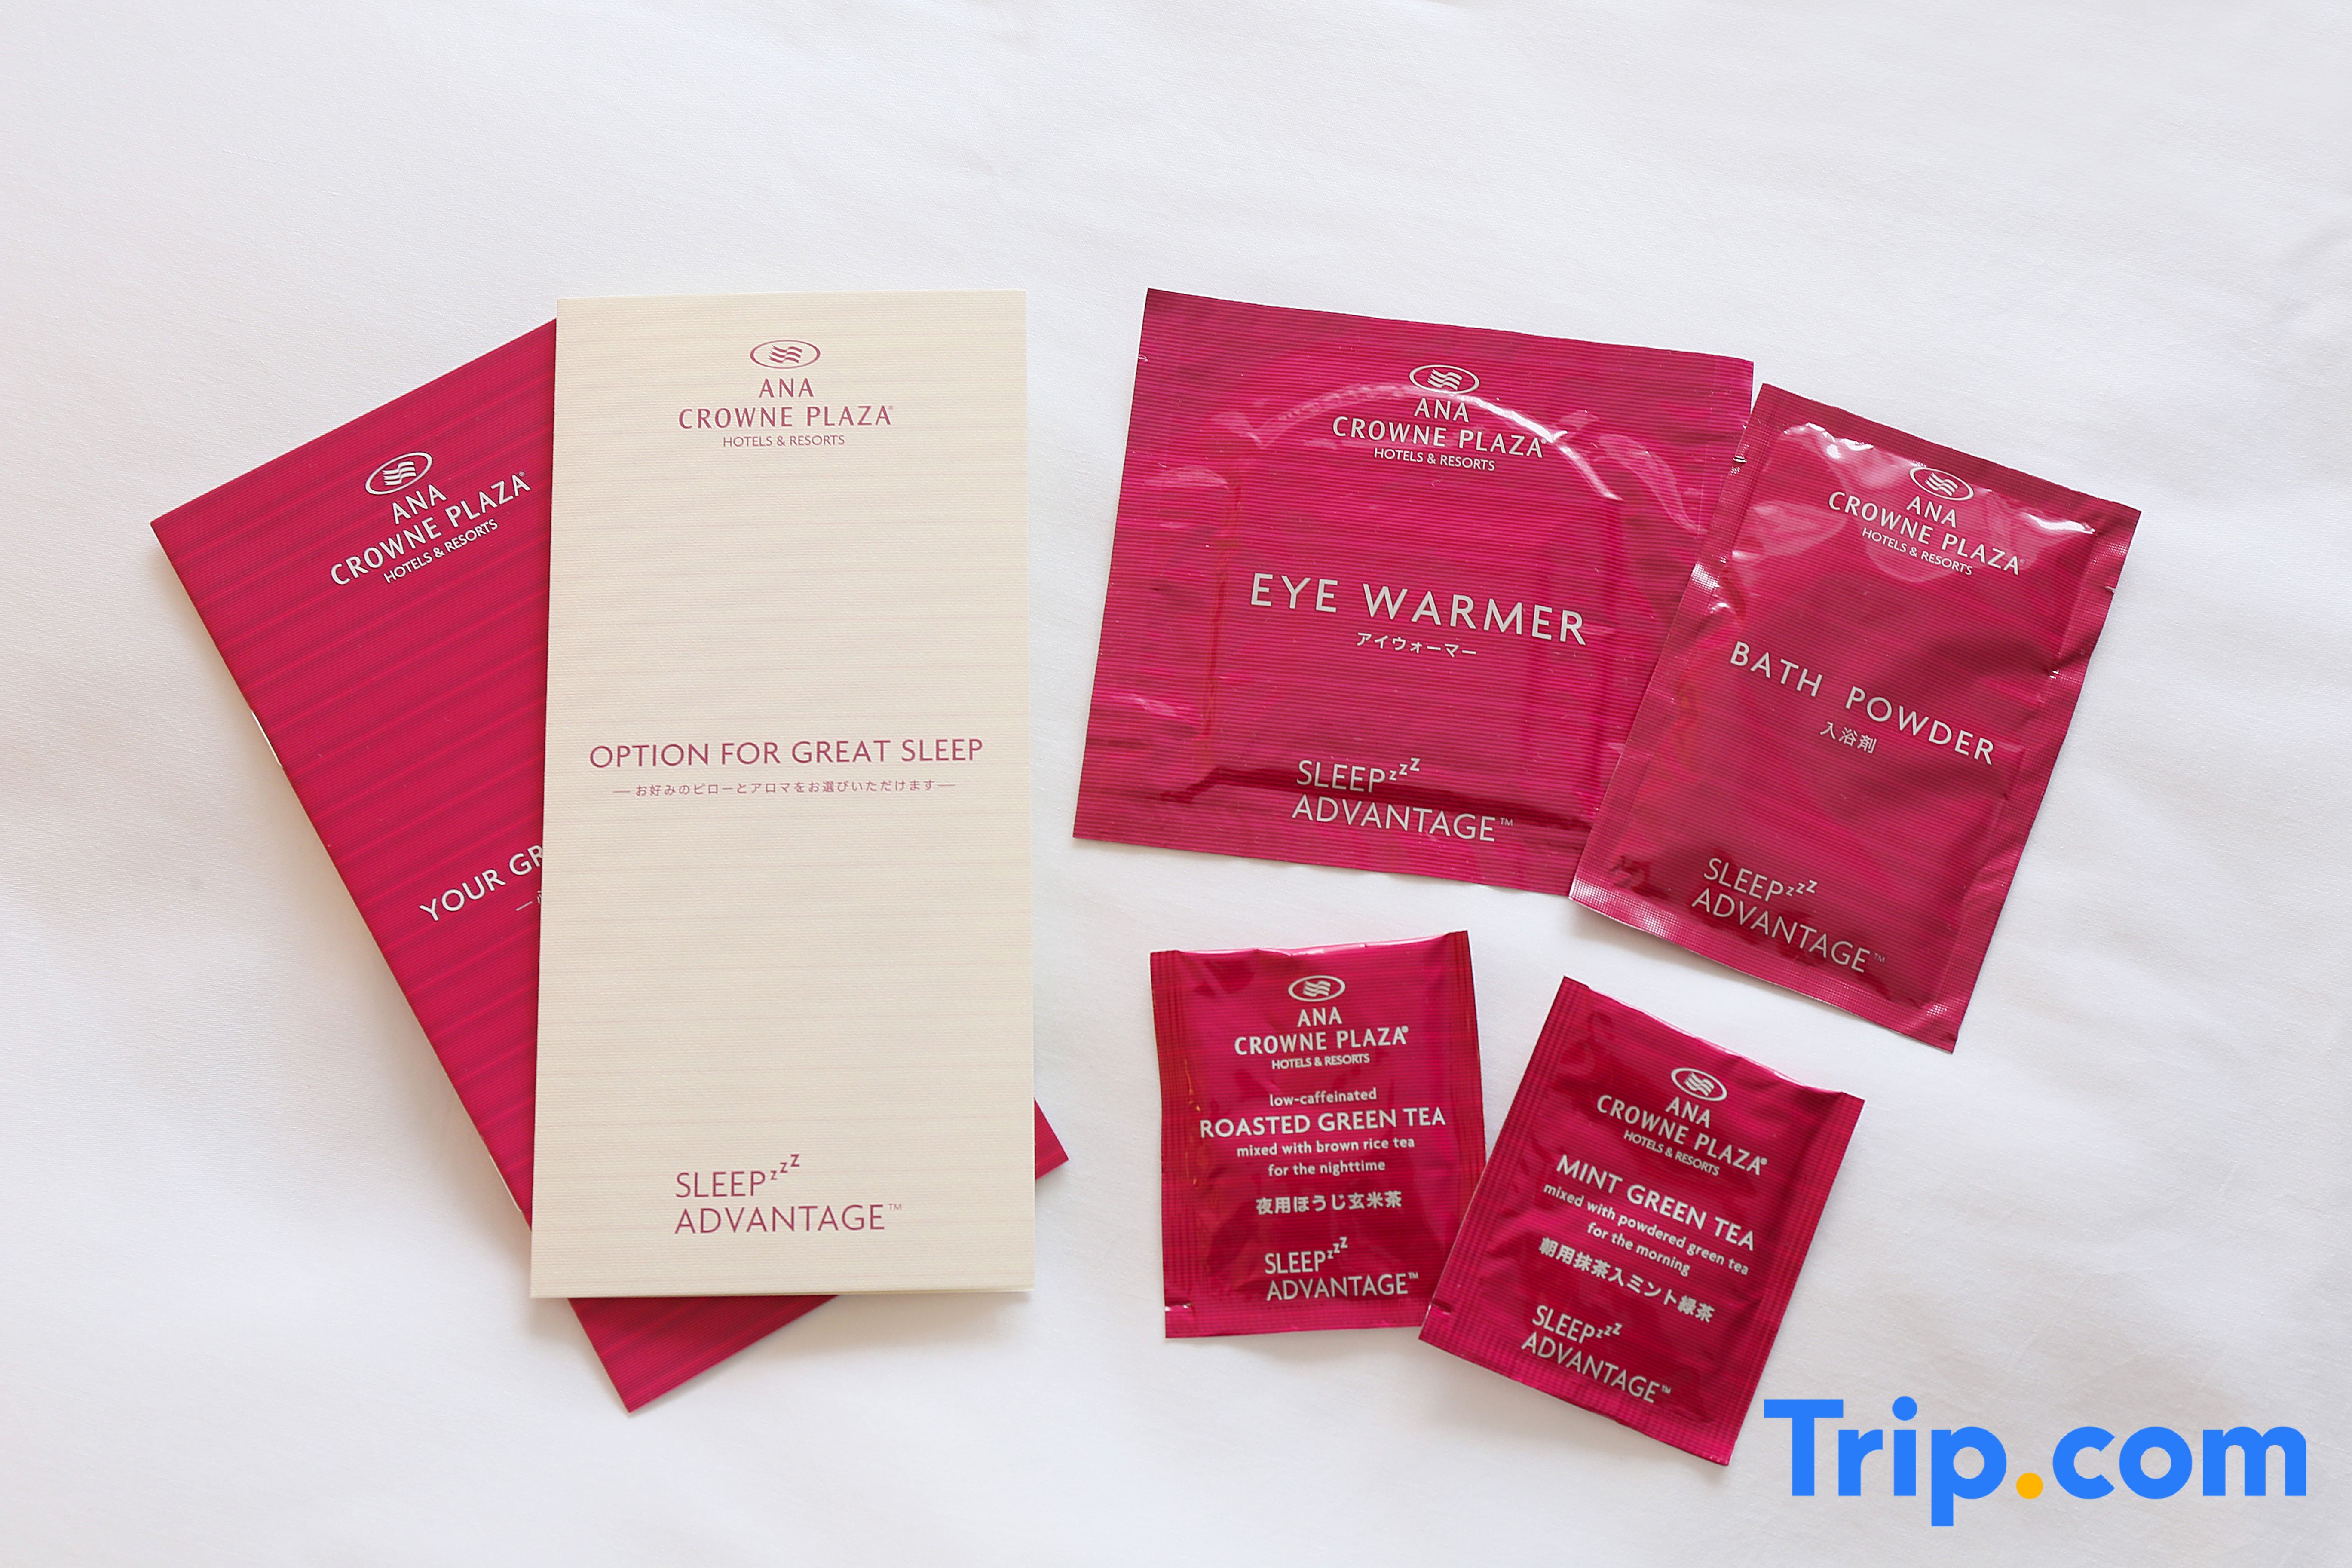 ANA
CROWNE PLAZA®
HOTELS & RESORTS
YOUR
ANA
CROWNE PLAZA®
HOTELS & RESORTS
OPTION FOR GREAT SLEEP
―お好みのピローとアロマをお選びいただけます―
SLEEPzzz
ADVANTAGE™
ANA
CROWNE PLAZA®
HOTELS & RESORTS
EYE WARMER
アイウォーマー
SLEEPzzz
ADVANTAGE™
ANA
CROWNE PLAZA®
HOTELS & RESORTS
BATH POWDER
入浴剤
SLEEPzzz
ADVANTAGE™
ANA
CROWNE PLAZA®
HOTELS & RESORTS
low-caffeinated
ROASTED GREEN TEA
mixed with brown rice tea
for the nighttime
夜用ほうじ玄米茶
SLEEPzzz
ADVANTAGE™
ANA
CROWNE PLAZA®
HOTELS & RESORTS
MINT GREEN TEA
mixed with powdered green tea
for the morning
朝用抹茶入ミント緑茶
SLEEPzzz
ADVANTAGE™
Trip.com